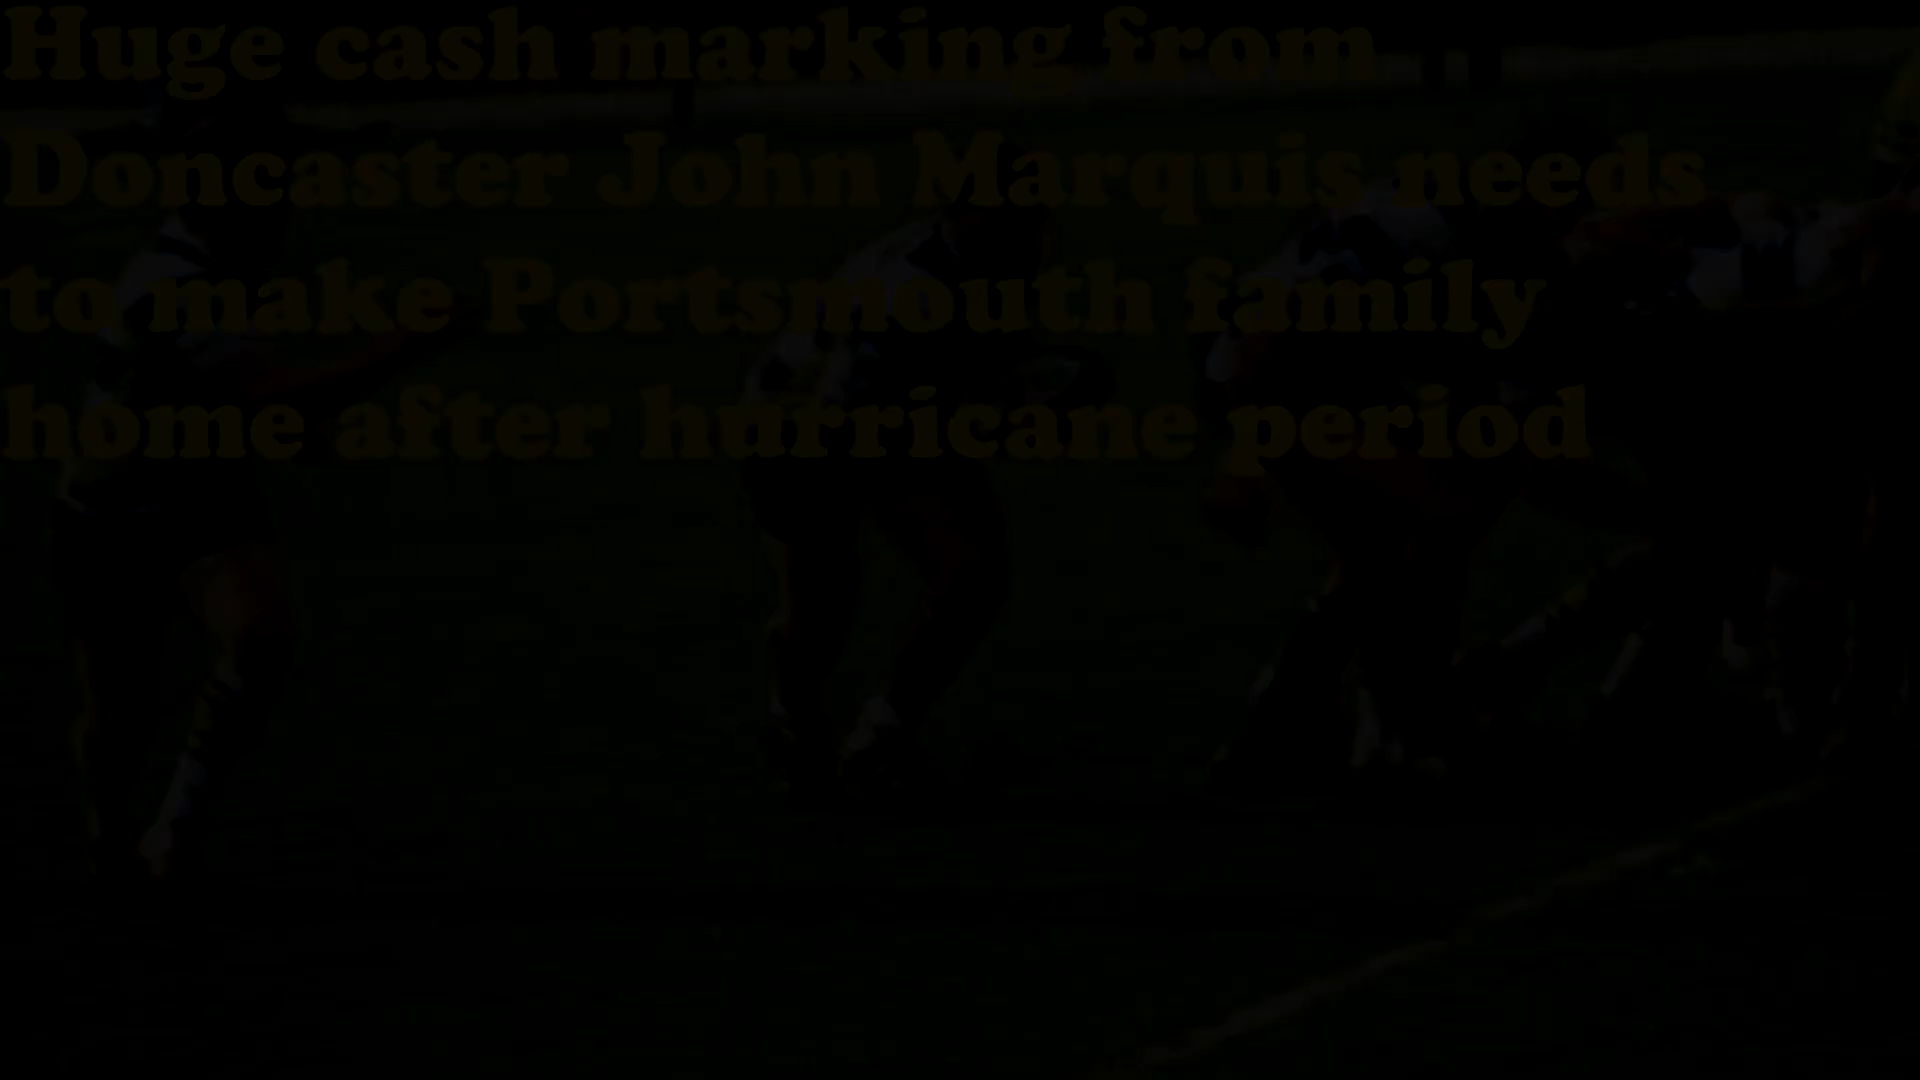 Huge cash marking from
Doncaster John Marquis needs
to make Portsmouth family
home after hurricane period